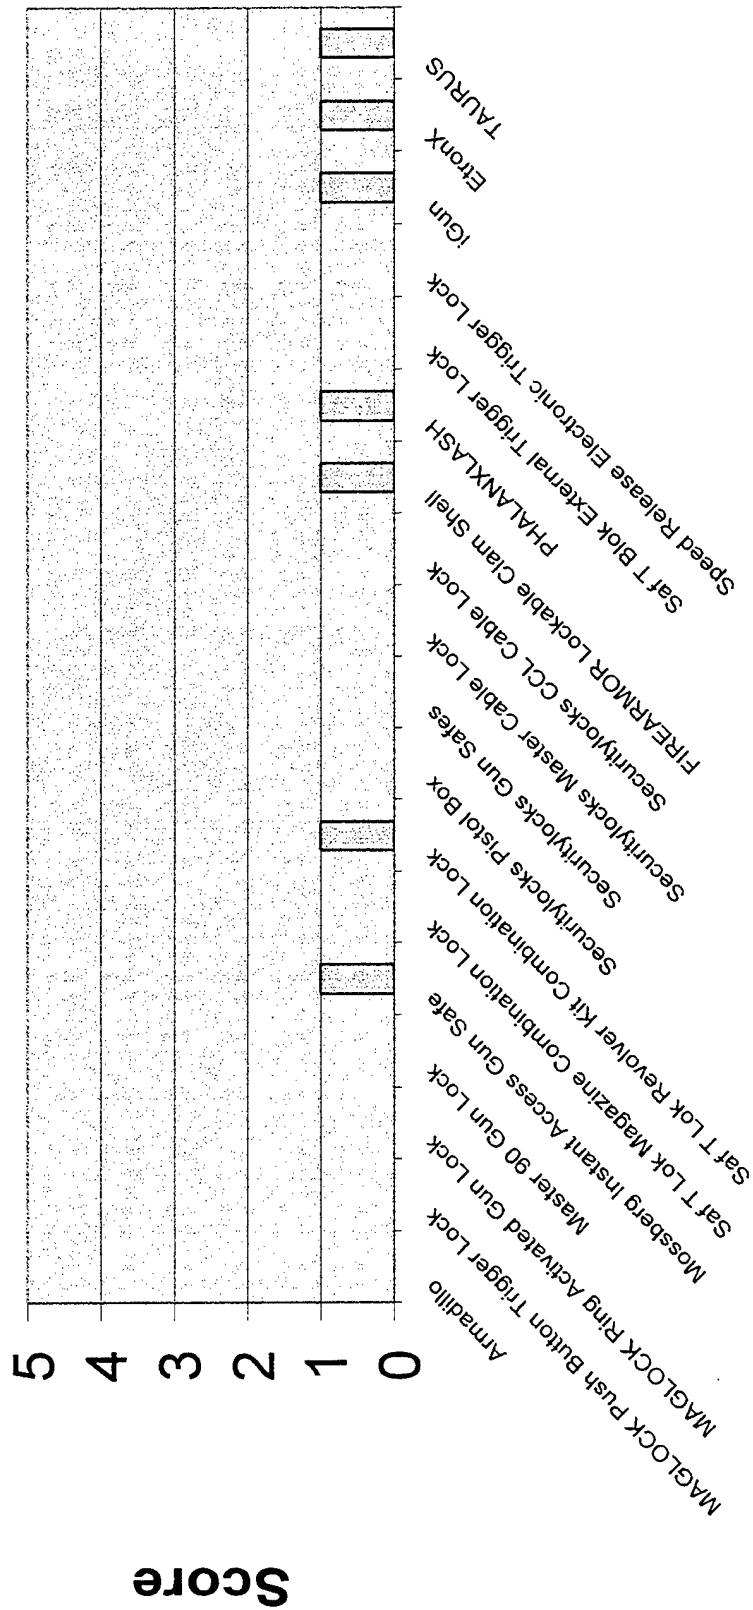 Score
5
4
3
2
1
0
Armadillo
MAGLOCK Push Button Trigger Lock
MAGLOCK Ring Activated Gun Lock
Master 90 Gun Lock
Mossberg Instant Access Gun Safe
Saf T Lok Magazine Combination Lock
Saf T Lok Revolver Kit Combination Lock
Securitylocks Pistol Box
Securitylocks Gun Safes
Securitylocks Master Cable Lock
Securitylocks CCL Cable Lock
FIREARMOR Lockable Clam Shell
PHALANXLASH
Saf T Blok External Trigger Lock
Speed Release Electronic Trigger Lock
iGun
EtronX
TAURUS